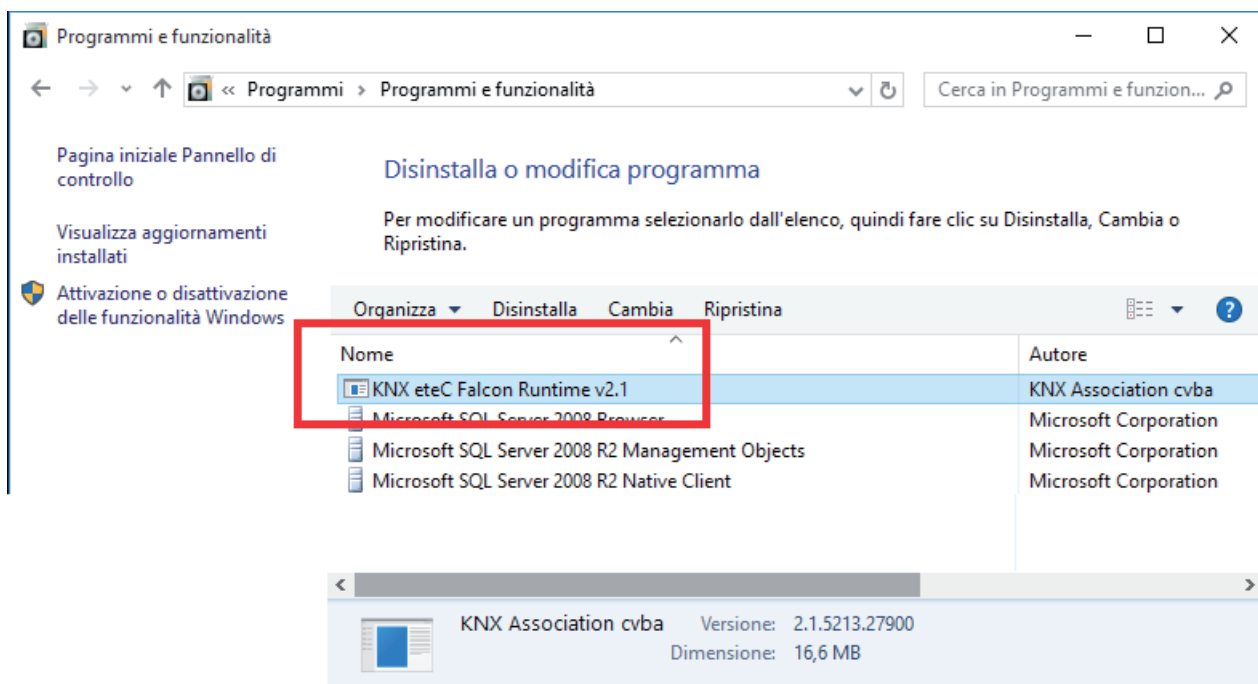 Programmi e funzionalità
« Programmi > Programmi e funzionalità
Cerca in Programmi e funzion...
Pagina iniziale Pannello di
controllo
Visualizza aggiornamenti
installati
Attivazione o disattivazione
delle funzionalità Windows
Disinstalla o modifica programma
Per modificare un programma selezionarlo dall'elenco, quindi fare clic su Disinstalla, Cambia o
Ripristina.
Organizza Disinstalla Cambia Ripristina ?
Nome Autore
KNX eteC Falcon Runtime v2.1 KNX Association cvba
Microsoft SQL Server 2008 Browser Microsoft Corporation
Microsoft SQL Server 2008 R2 Management Objects Microsoft Corporation
Microsoft SQL Server 2008 R2 Native Client Microsoft Corporation
KNX Association cvba Versione: 2.1.5213.27900
Dimensione: 16,6 MB